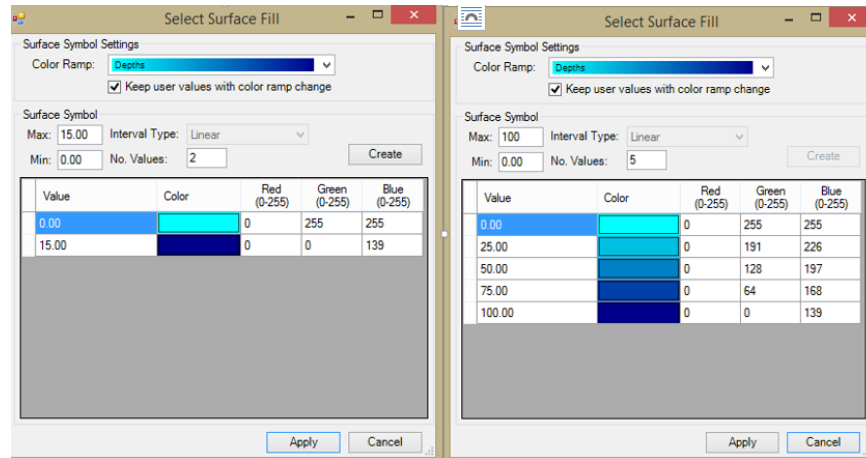 Select Surface Fill
Surface Symbol Settings
Color Ramp: Depths
Keep user values with color ramp change
Surface Symbol
Max: 15.00 Interval Type: Linear
Min: 0.00 No. Values: 2 Create
Value Color Red (0-255) Green (0-255) Blue (0-255)
0.00 0 255 255
15.00 0 0 139
Apply Cancel
Select Surface Fill
Surface Symbol Settings
Color Ramp: Depths
Keep user values with color ramp change
Surface Symbol
Max: 100 Interval Type: Linear
Min: 0.00 No. Values: 5 Create
Value Color Red (0-255) Green (0-255) Blue (0-255)
0.00 0 255 255
25.00 0 191 226
50.00 0 128 197
75.00 0 64 168
100.00 0 0 139
Apply Cancel